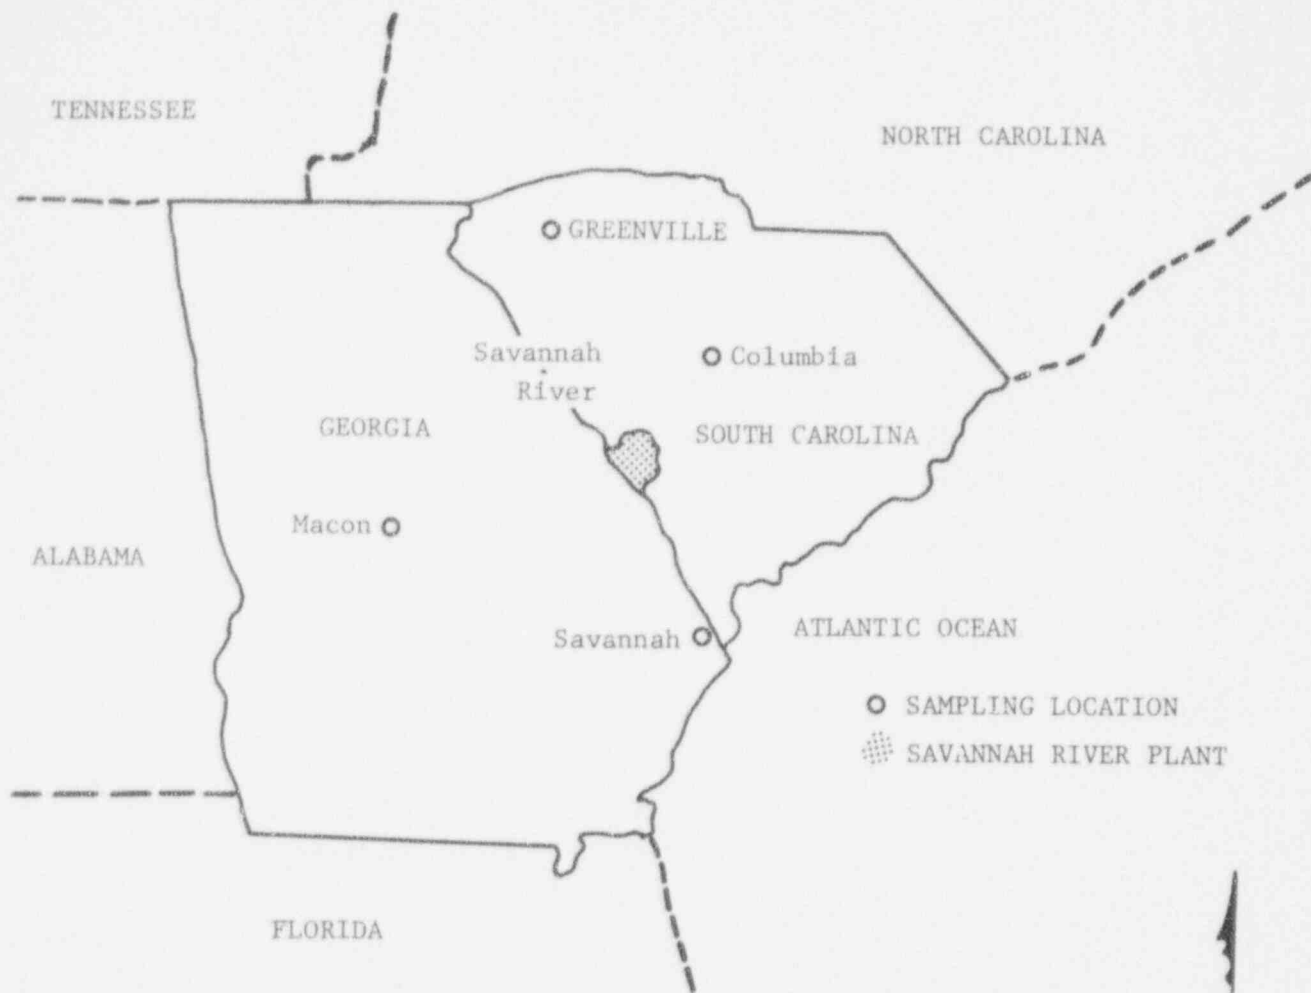 TENNESSEE
NORTH CAROLINA
GREENVILLE
Savannah
River
Columbia
GEORGIA
SOUTH CAROLINA
Macon
ALABAMA
Savannah
ATLANTIC OCEAN
SAMPLING LOCATION
SAVANNAH RIVER PLANT
FLORIDA